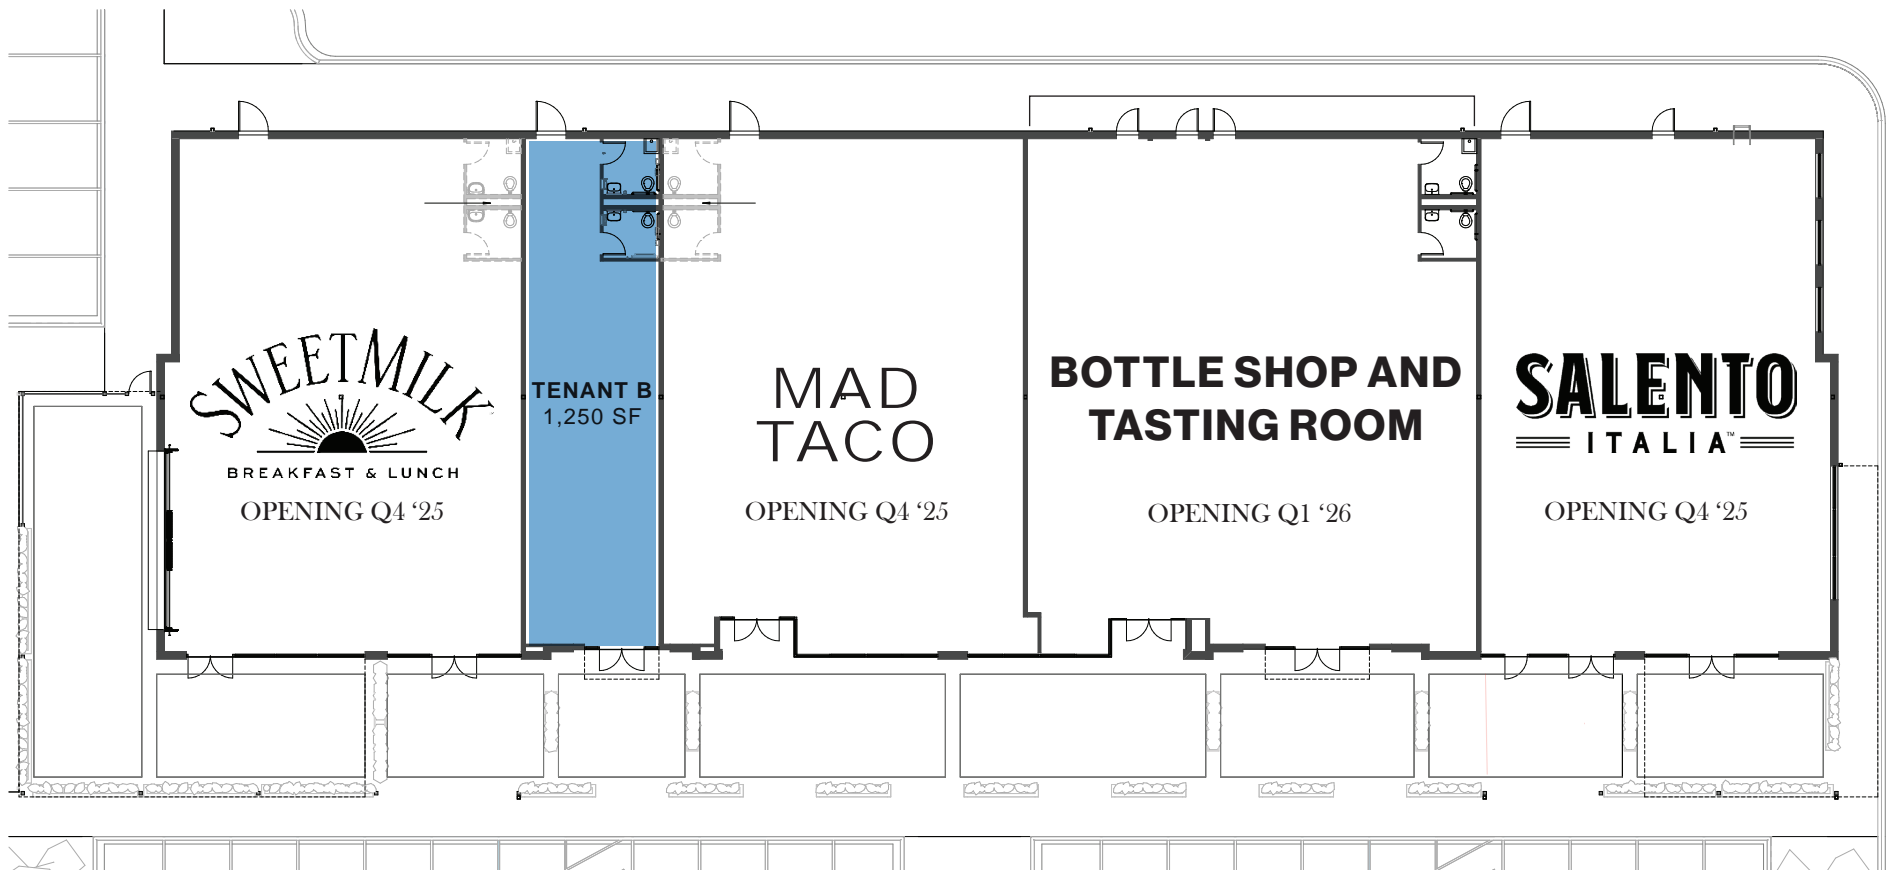 SWEETMILK
BREAKFAST & LUNCH
OPENING Q4 ‘25
TENANT B
1,250 SF
MAD
TACO
OPENING Q4 ‘25
BOTTLE SHOP AND
TASTING ROOM
OPENING Q1 ‘26
SALENTO
ITALIA™
OPENING Q4 ‘25